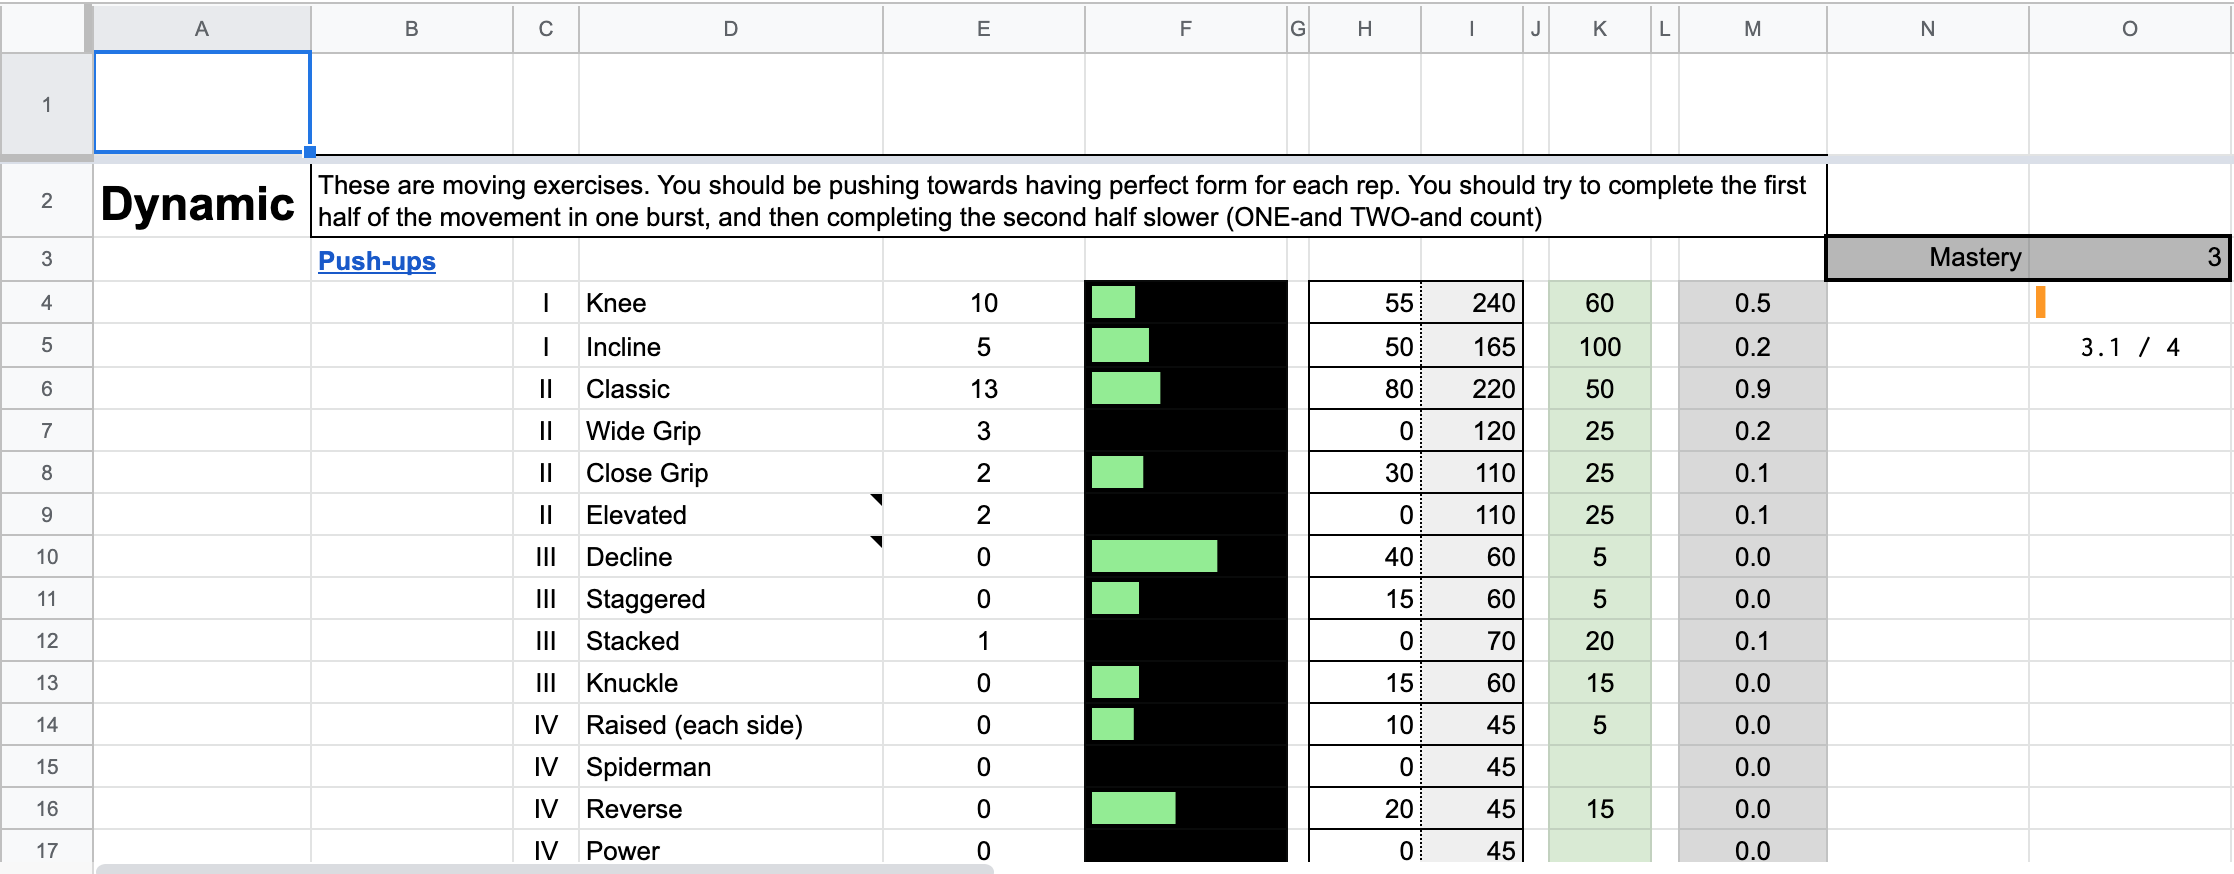 A B C D E F G H I J K L M N O
1
2 Dynamic These are moving exercises. You should be pushing towards having perfect form for each rep. You should try to complete the first
half of the movement in one burst, and then completing the second half slower (ONE-and TWO-and count)
3 Push-ups Mastery 3
4 I Knee 10 55 240 60 0.5
5 I Incline 5 50 165 100 0.2 3.1 / 4
6 II Classic 13 80 220 50 0.9
7 II Wide Grip 3 0 120 25 0.2
8 II Close Grip 2 30 110 25 0.1
9 II Elevated 2 0 110 25 0.1
10 III Decline 0 40 60 5 0.0
11 III Staggered 0 15 60 5 0.0
12 III Stacked 1 0 70 20 0.1
13 III Knuckle 0 15 60 15 0.0
14 IV Raised (each side) 0 10 45 5 0.0
15 IV Spiderman 0 0 45 0.0
16 IV Reverse 0 20 45 15 0.0
17 IV Power 0 0 45 0.0